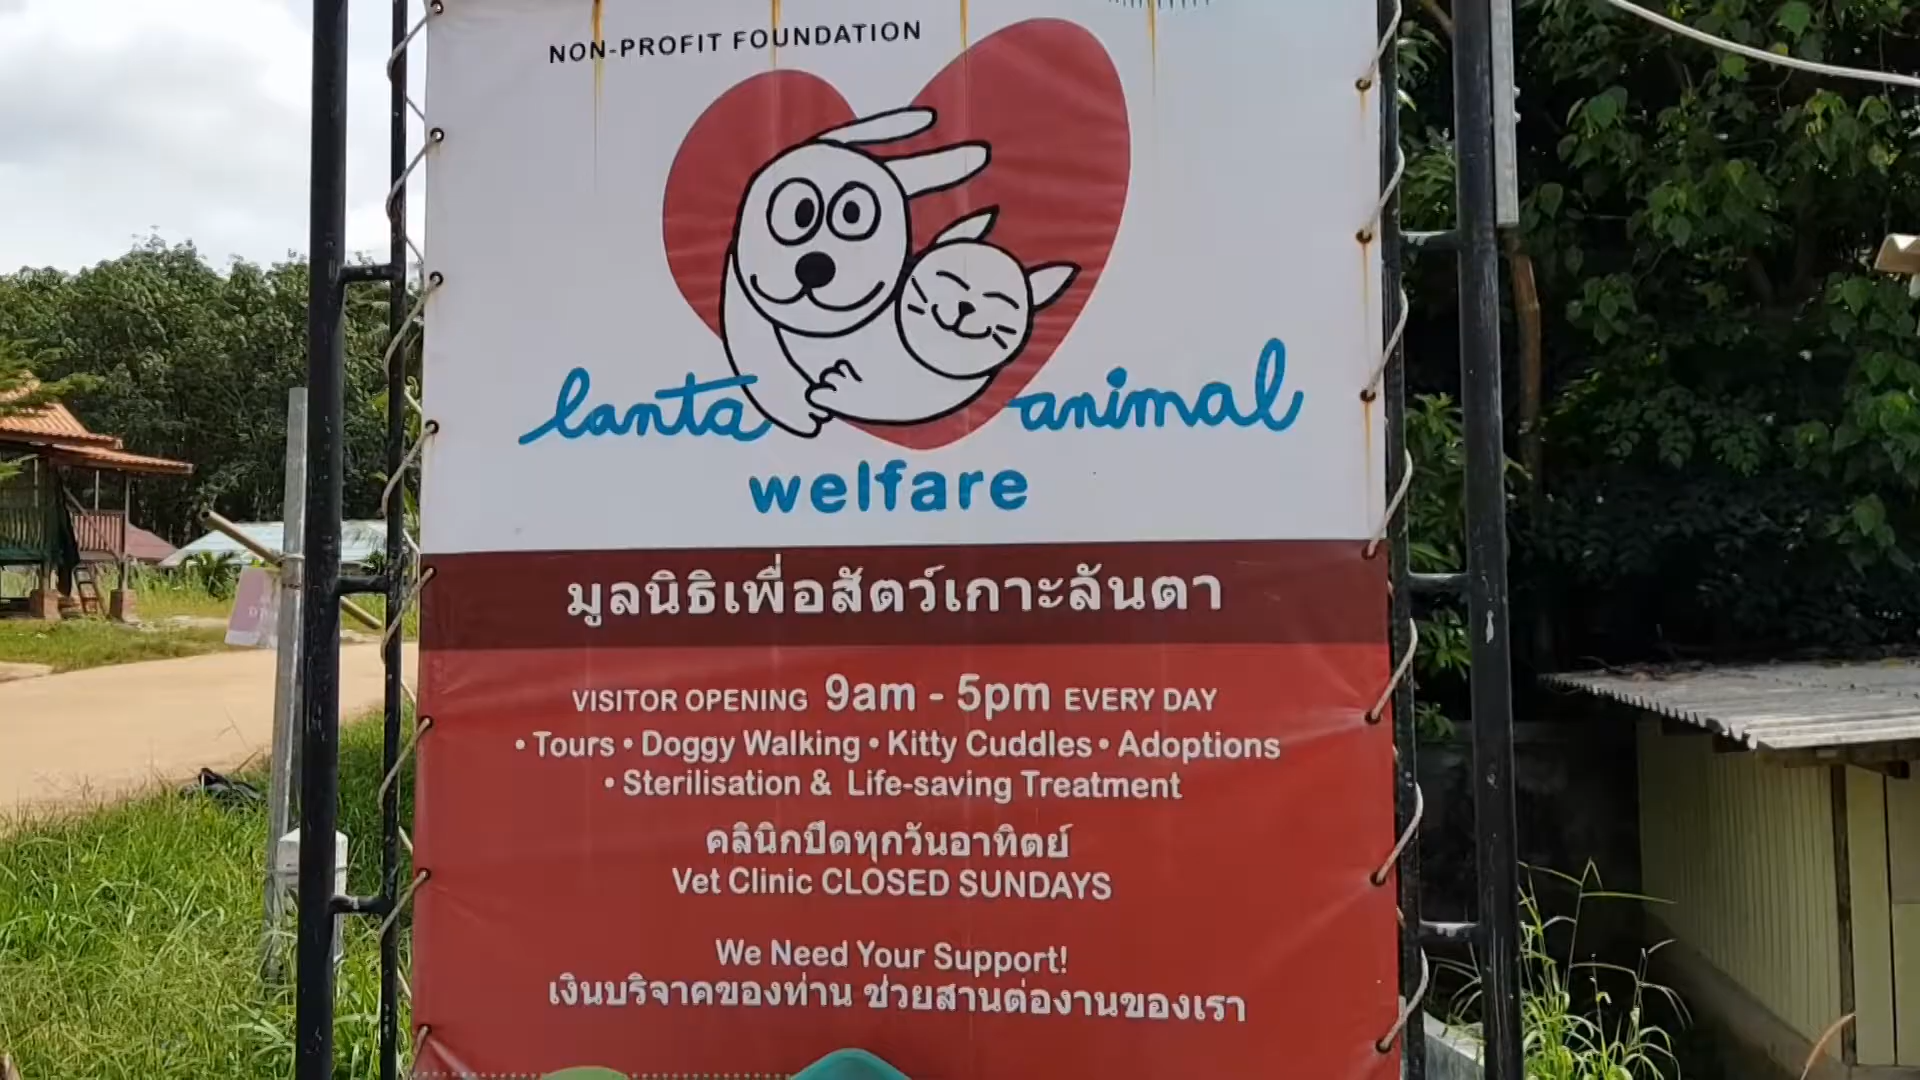 NON-PROFIT FOUNDATION
lanta animal
welfare
มูลนิธิเพื่อสัตว์เกาะลันตา
VISITOR OPENING 9am - 5pm EVERY DAY
• Tours • Doggy Walking • Kitty Cuddles • Adoptions
• Sterilisation & Life-saving Treatment
คลินิกปิดทุกวันอาทิตย์
Vet Clinic CLOSED SUNDAYS
We Need Your Support!
เงินบริจาคของท่าน ช่วยสานต่องานของเรา